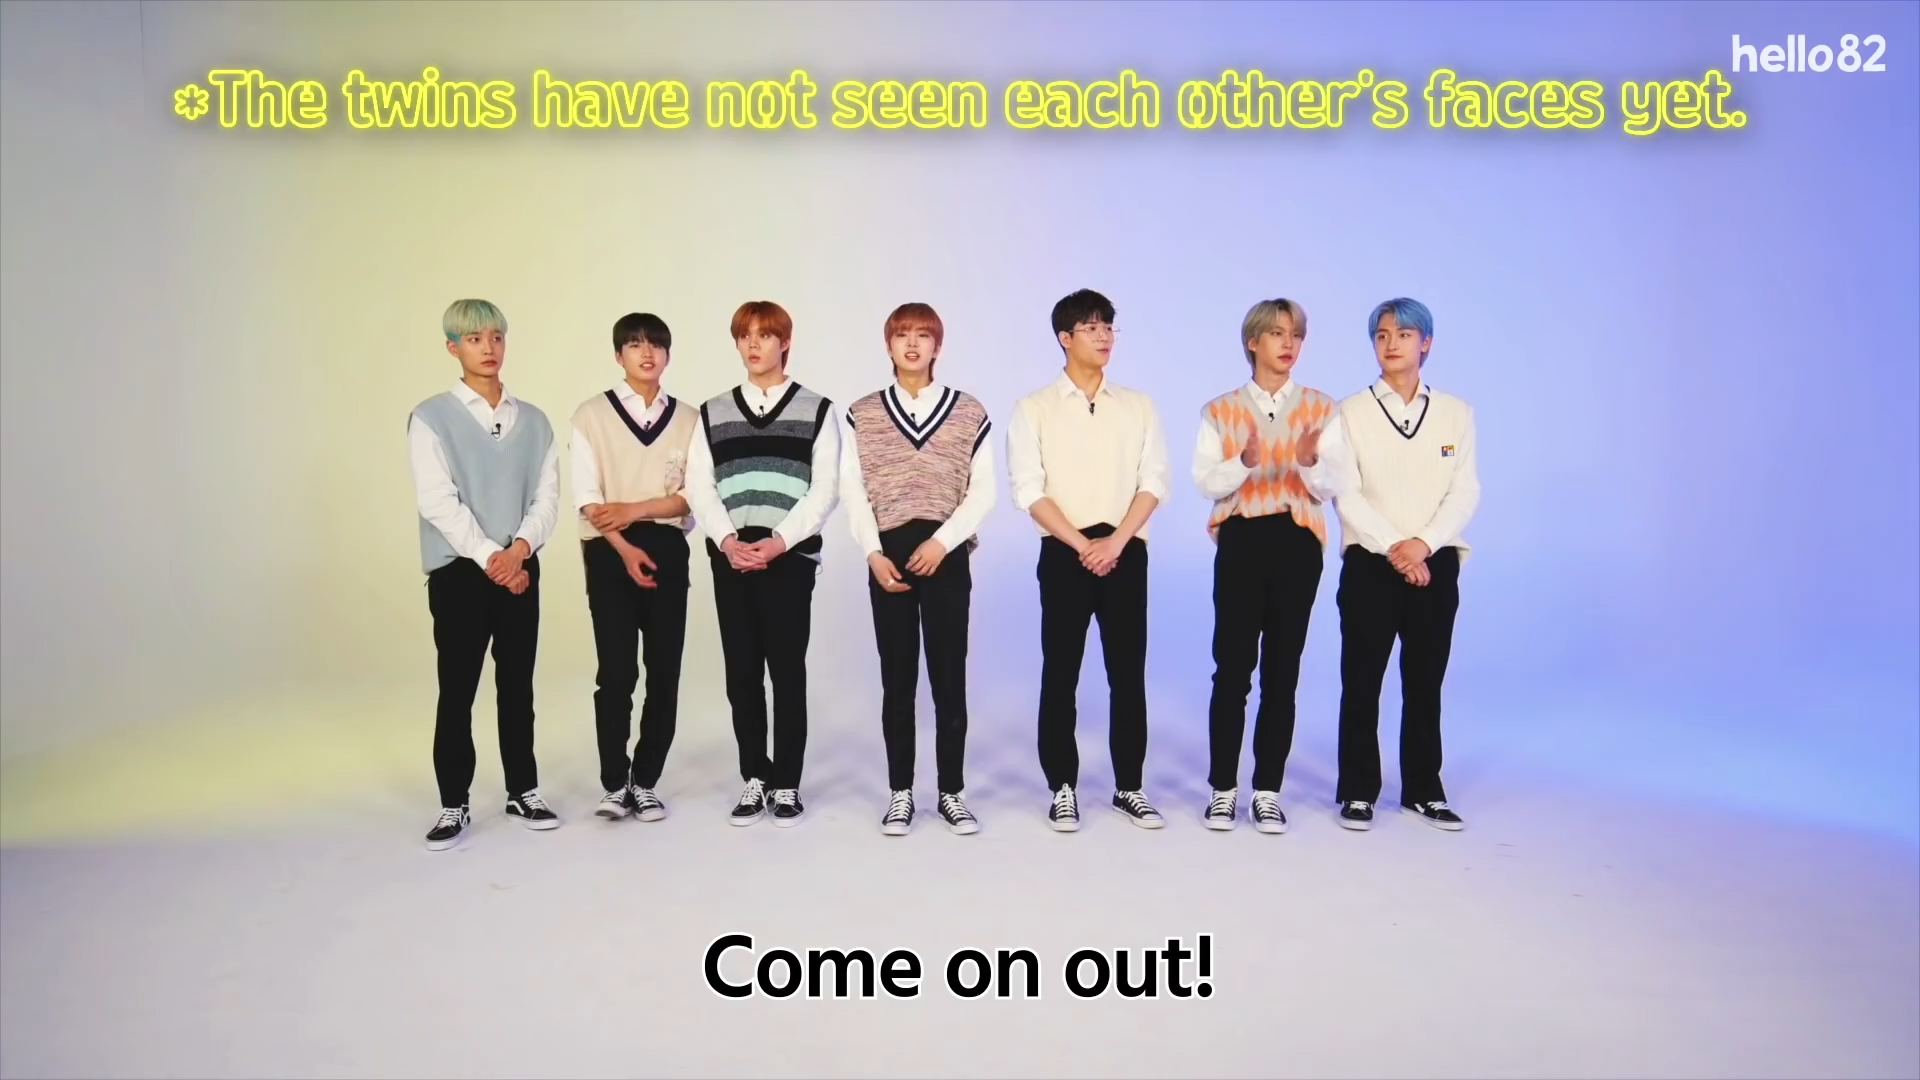 hello82
*The twins have not seen each other's faces yet.
Come on out!